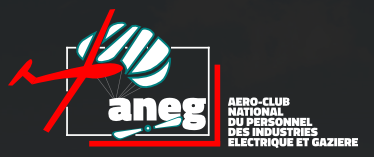 aneg
AERO-CLUB
NATIONAL
DU PERSONNEL
DES INDUSTRIES
ELECTRIQUE ET GAZIERE